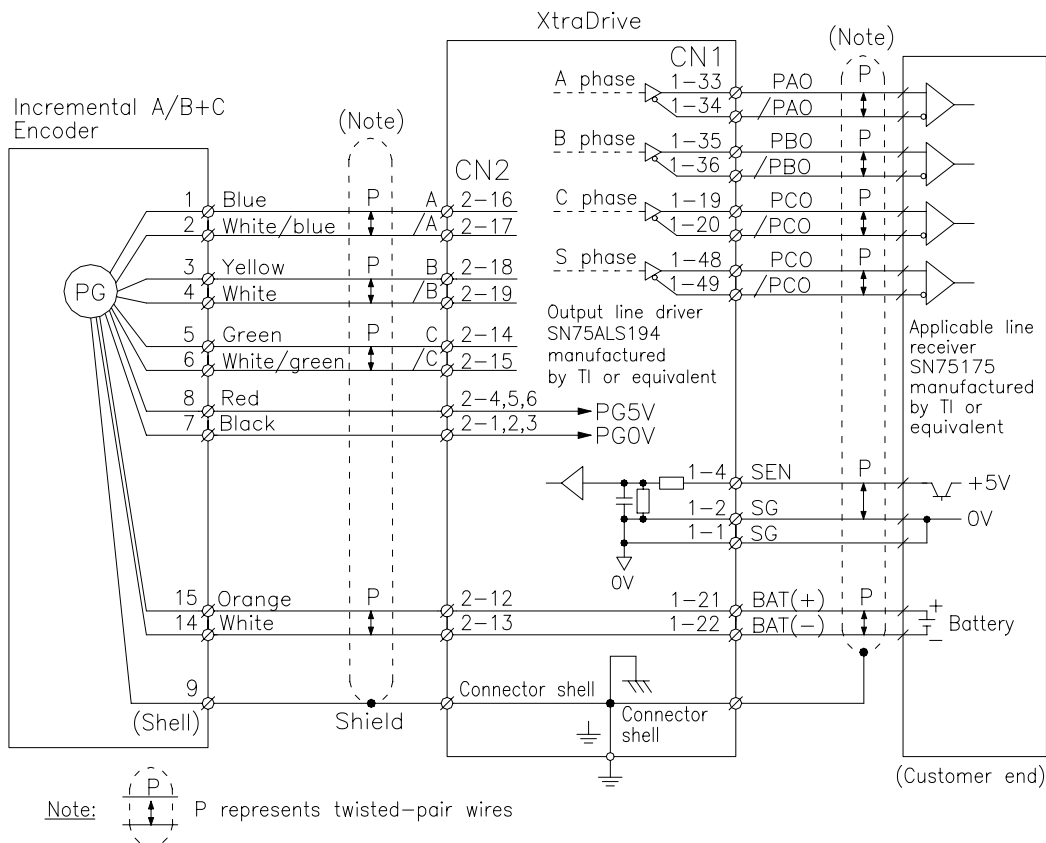 XtraDrive
(Note)
CN1
A phase
1-33
PAO
P
1-34
/PAO
Incremental A/B+C
Encoder
(Note)
B phase
1-35
PBO
P
1-36
/PBO
CN2
1
Blue
P
A
2-16
C phase
1-19
PCO
P
2
White/blue
/A
2-17
1-20
/PCO
3
Yellow
P
B
2-18
S phase
1-48
PCO
P
PG
4
White
/B
2-19
1-49
/PCO
5
Green
P
C
2-14
6
White/green
/C
2-15
Output line driver
SN75ALS194
manufactured
by TI or equivalent
Applicable line
receiver
SN75175
manufactured
by TI or
equivalent
8
Red
2-4,5,6
PG5V
7
Black
2-1,2,3
PG0V
1-4
SEN
P
+5V
1-2
SG
0V
1-1
SG
0V
15
Orange
P
2-12
1-21
BAT(+)
P
+
14
White
2-13
1-22
BAT(-)
-
Battery
9
(Shell)
Shield
Connector shell
Connector
shell
(Customer end)
Note:
P
P represents twisted-pair wires